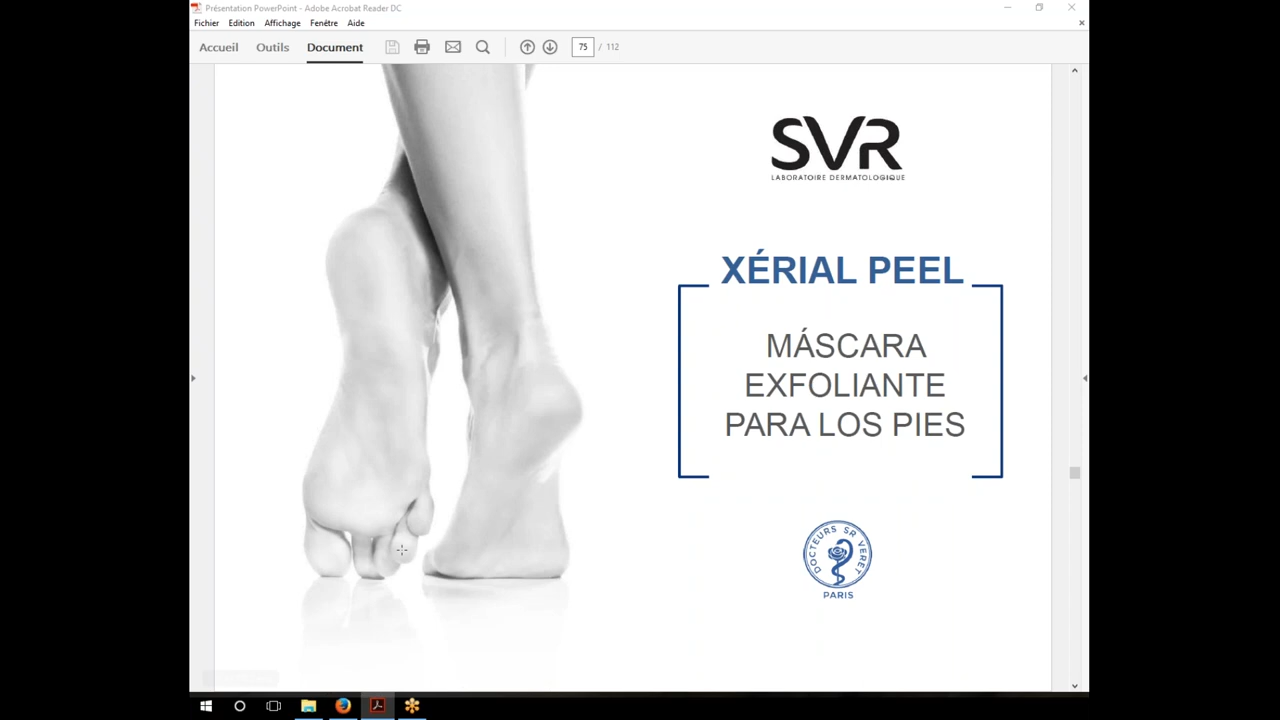 Présentation PowerPoint - Adobe Acrobat Reader DC
Fichier Edition Affichage Fenêtre Aide
Accueil Outils Document 75 / 112
SVR
LABORATOIRE DERMATOLOGIQUE
XÉRIAL PEEL
MÁSCARA
EXFOLIANTE
PARA LOS PIES
DOCTEURS SR VERET
PARIS